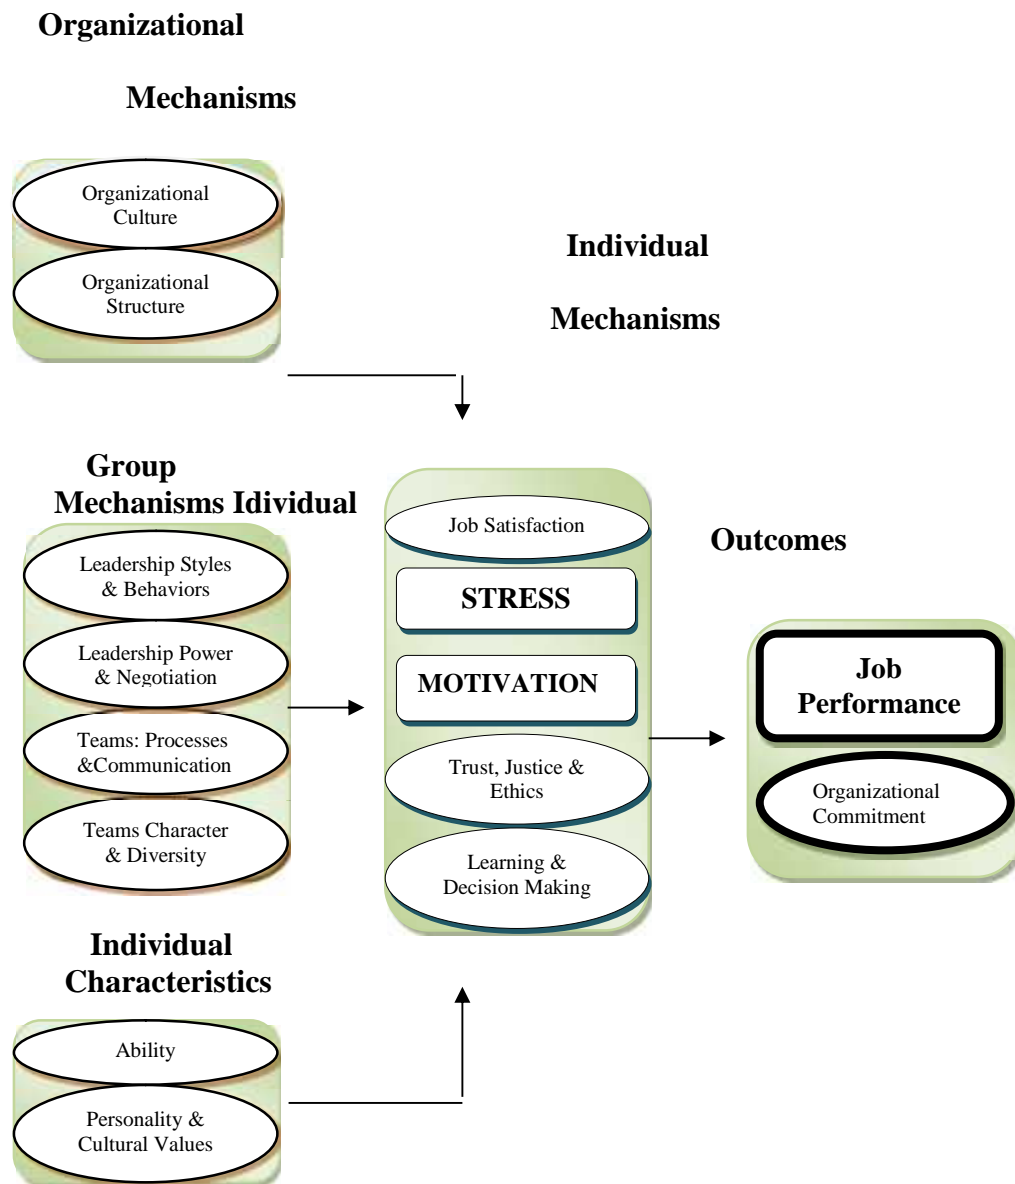 Organizational
Mechanisms
Organizational
Culture
Organizational
Structure
Individual
Mechanisms
Group
Mechanisms Idividual
Leadership Styles
& Behaviors
Leadership Power
& Negotiation
Teams: Processes
&Communication
Teams Character
& Diversity
Job Satisfaction
STRESS
MOTIVATION
Trust, Justice &
Ethics
Learning &
Decision Making
Outcomes
Job
Performance
Organizational
Commitment
Individual
Characteristics
Ability
Personality &
Cultural Values